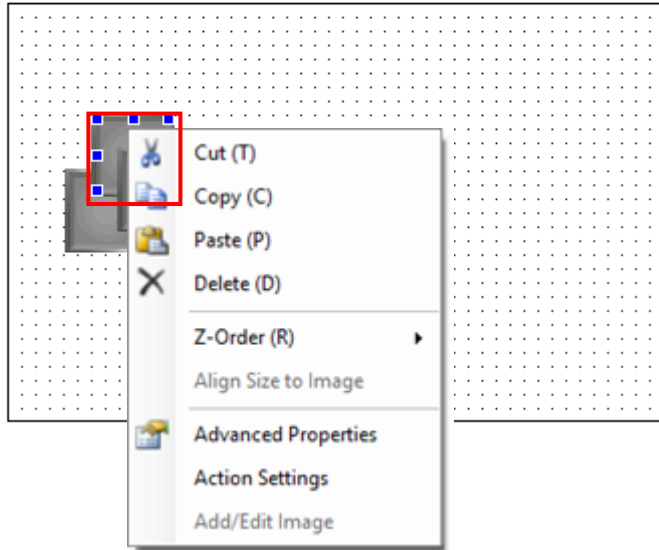 Cut (T)
Copy (C)
Paste (P)
Delete (D)
Z-Order (R)
Align Size to Image
Advanced Properties
Action Settings
Add/Edit Image